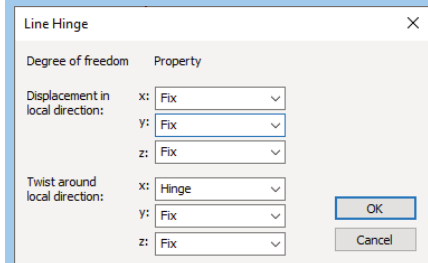 Line Hinge
Degree of freedom Property
Displacement in local direction:
x: Fix
y: Fix
z: Fix
Twist around local direction:
x: Hinge
y: Fix
z: Fix
OK
Cancel